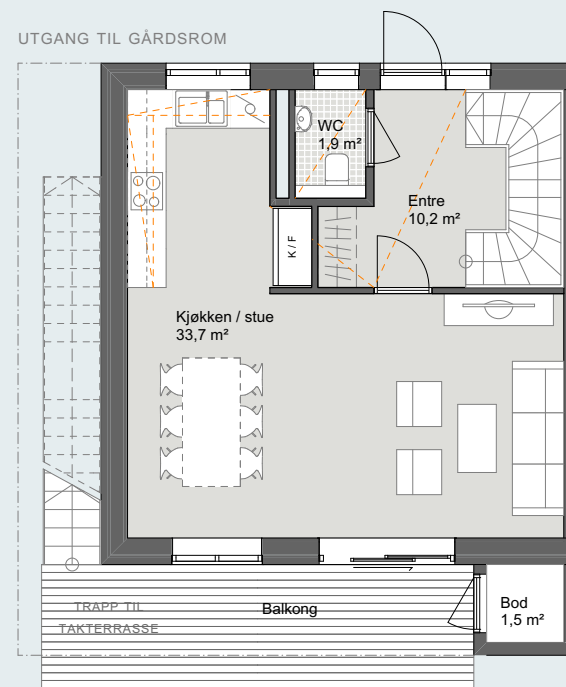 UTGANG TIL GÅRDSROM
WC
1,9 m²
Entre
10,2 m²
K / F
Kjøkken / stue
33,7 m²
TRAPP TIL
TAKTERRASSE
Balkong
Bod
1,5 m²